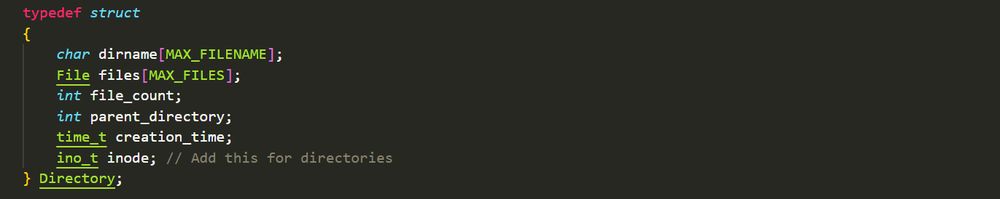 typedef struct
{
    char dirname[MAX_FILENAME];
    File files[MAX_FILES];
    int file_count;
    int parent_directory;
    time_t creation_time;
    ino_t inode; // Add this for directories
} Directory;